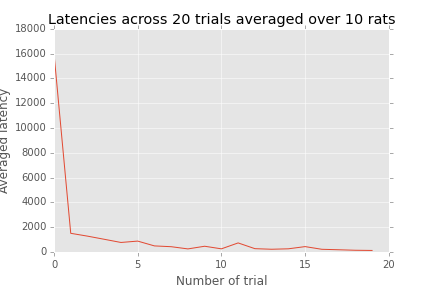 Latencies across 20 trials averaged over 10 rats
18000
16000
14000
12000
10000
8000
6000
4000
2000
0
Averaged latency
0 5 10 15 20
Number of trial